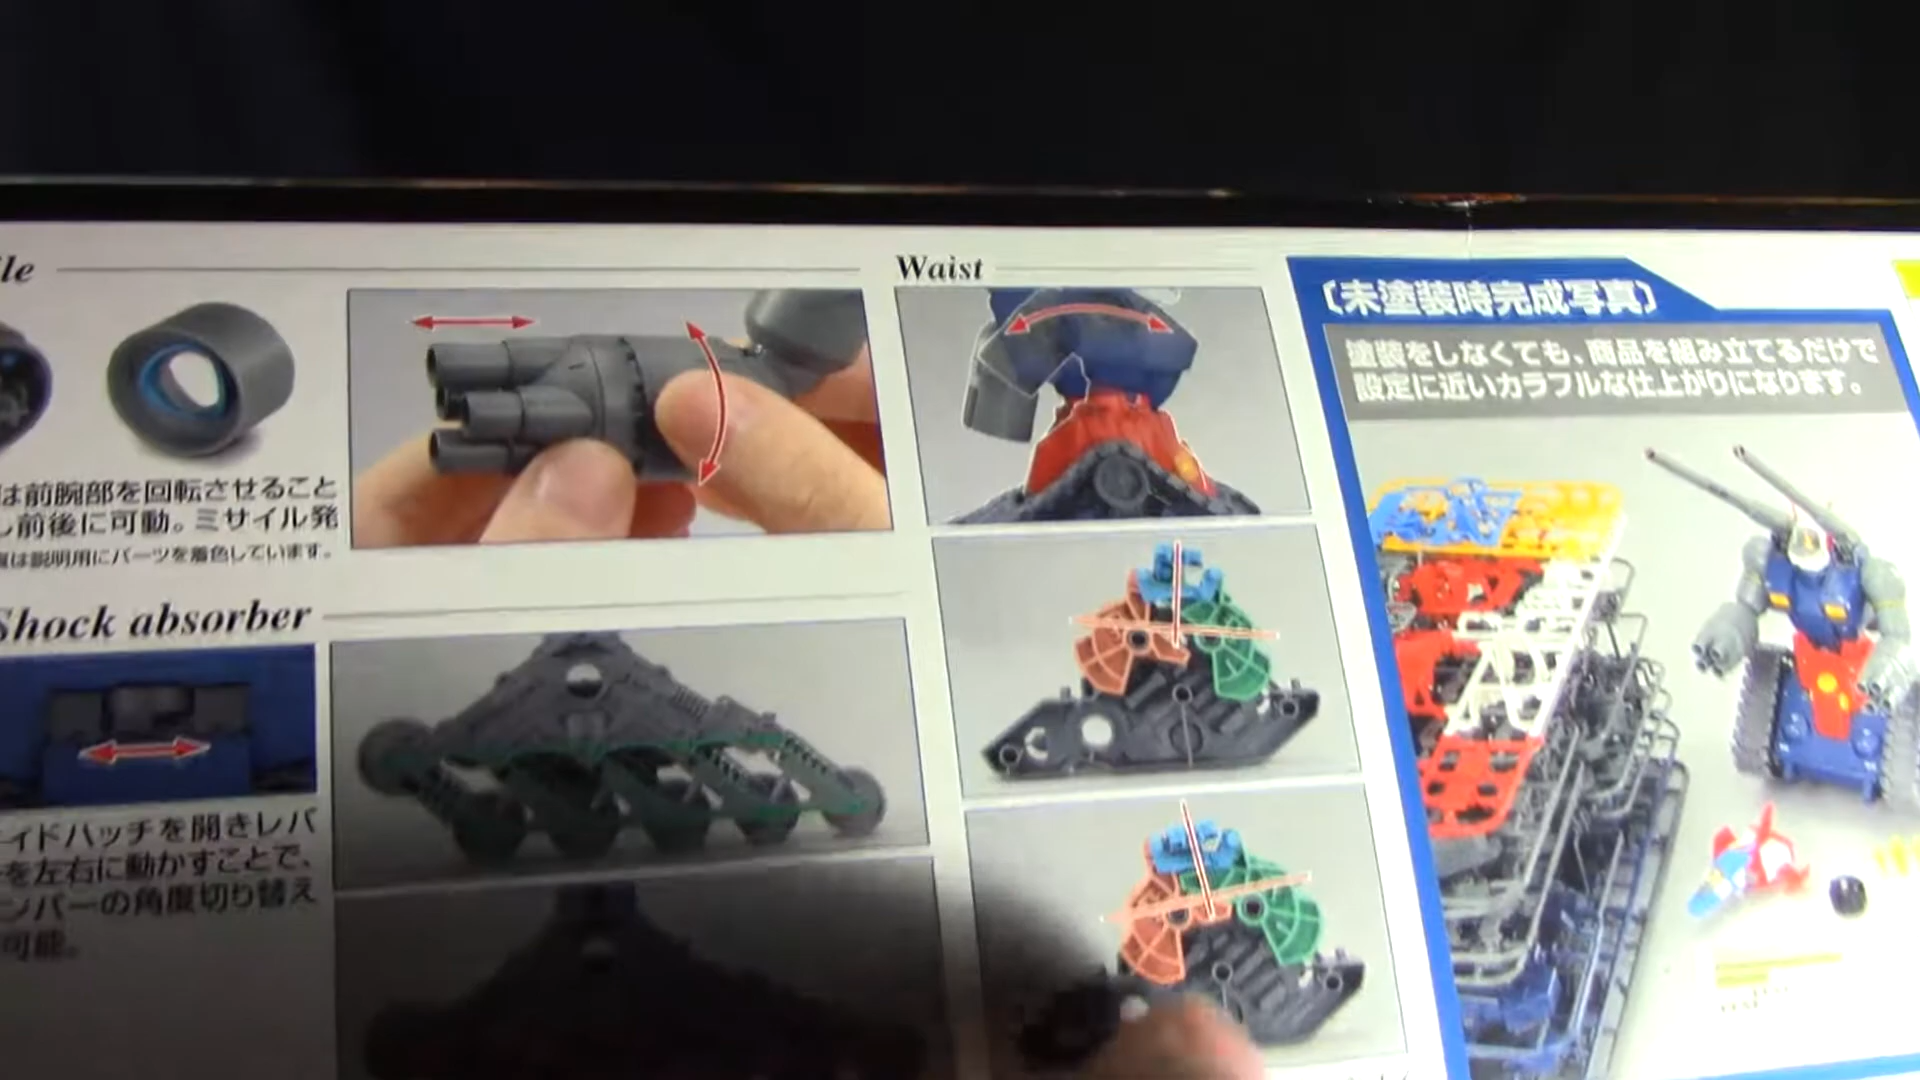 le
は前腕部を回転させること
し前後に可動。ミサイル発
は説明用にパーツを着色しています。
Shock absorber
イドハッチを開きレバ
を左右に動かすことで、
ンパーの角度切り替え
可能。
Waist
〔未塗装時完成写真〕
塗装をしなくても、商品を組み立てるだけで
設定に近いカラフルな仕上がりになります。